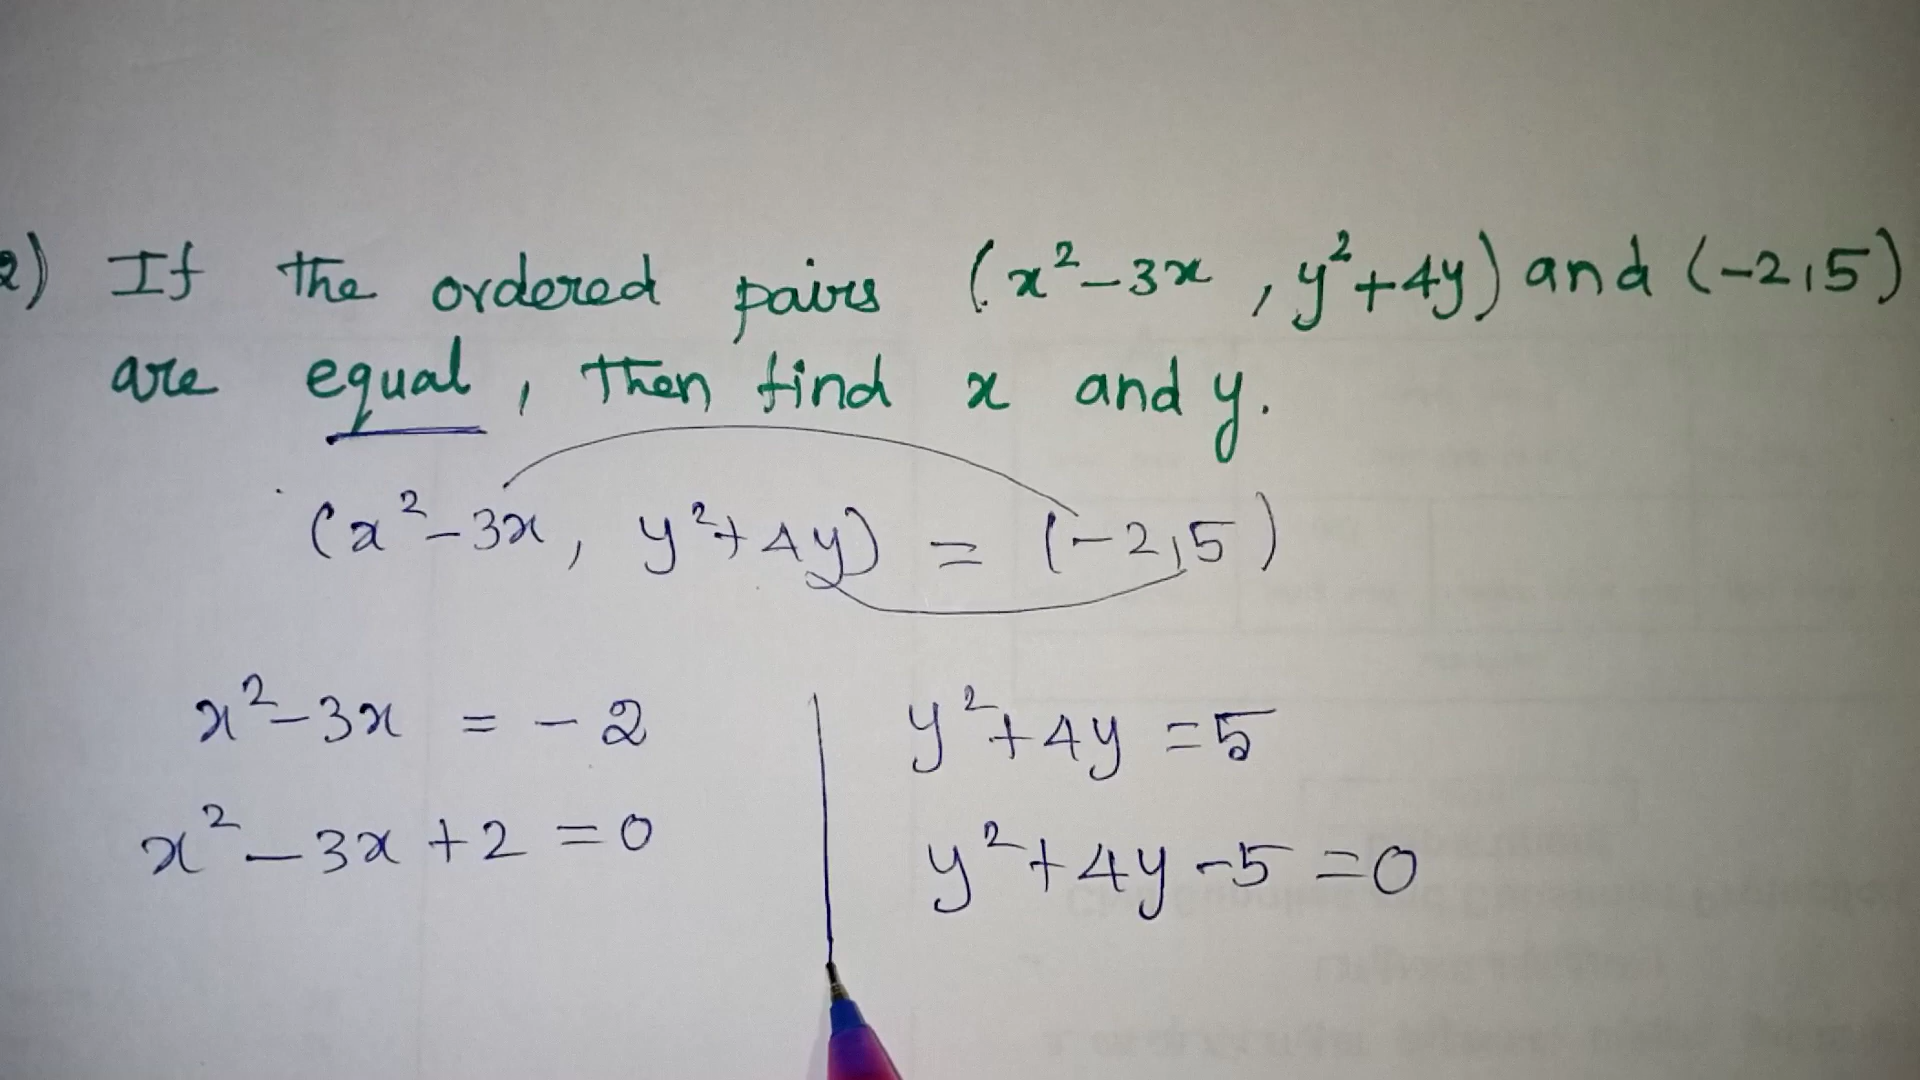 2) If the ordered pairs (x²-3x, y²+4y) and (-2,5)
are equal, then find x and y.
(x²-3x, y²+4y) = (-2,5)
x²-3x = -2
x²-3x+2=0
y²+4y=5
y²+4y-5=0